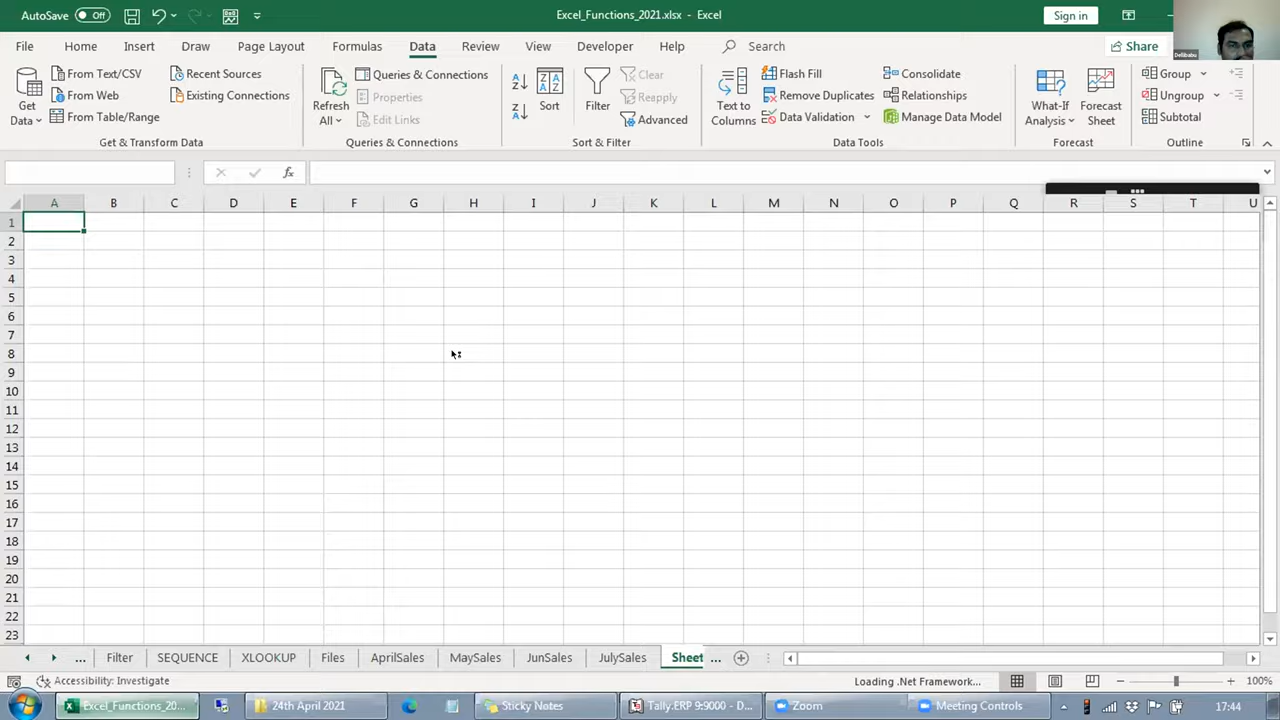 AutoSave Off Excel_Functions_2021.xlsx - Excel Sign in
File Home Insert Draw Page Layout Formulas Data Review View Developer Help Search Share
Dellibabu
Get Data
From Text/CSV
From Web
From Table/Range
Recent Sources
Existing Connections
Get & Transform Data
Refresh All
Queries & Connections
Properties
Edit Links
Queries & Connections
Sort
Filter
Clear
Reapply
Advanced
Sort & Filter
Text to Columns
Flash Fill
Remove Duplicates
Data Validation
Consolidate
Relationships
Manage Data Model
Data Tools
What-If Analysis
Forecast Sheet
Forecast
Group
Ungroup
Subtotal
Outline
fx
A B C D E F G H I J K L M N O P Q R S T U
1
2
3
4
5
6
7
8
9
10
11
12
13
14
15
16
17
18
19
20
21
22
23
... Filter SEQUENCE XLOOKUP Files AprilSales MaySales JunSales JulySales Sheet ...
Accessibility: Investigate Loading .Net Framework... 100%
Excel_Functions_20... 24th April 2021 Sticky Notes Tally.ERP 9:9000 - D... Zoom Meeting Controls 17:44